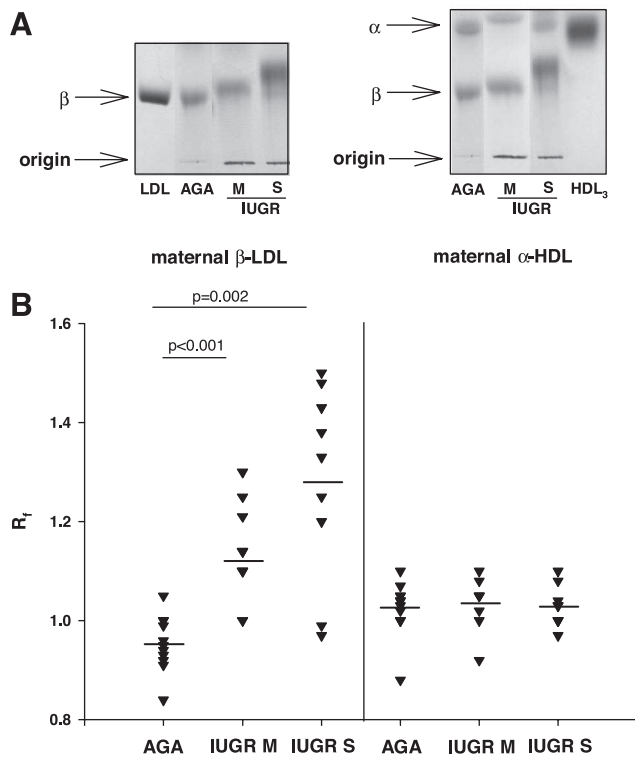 A
β
origin
LDL AGA M S
IUGR
α
β
origin
AGA M S HDL3
IUGR
maternal β-LDL
maternal α-HDL
B
p=0.002
p<0.001
1.6
1.4
1.2
1.0
0.8
Rf
AGA IUGR M IUGR S AGA IUGR M IUGR S